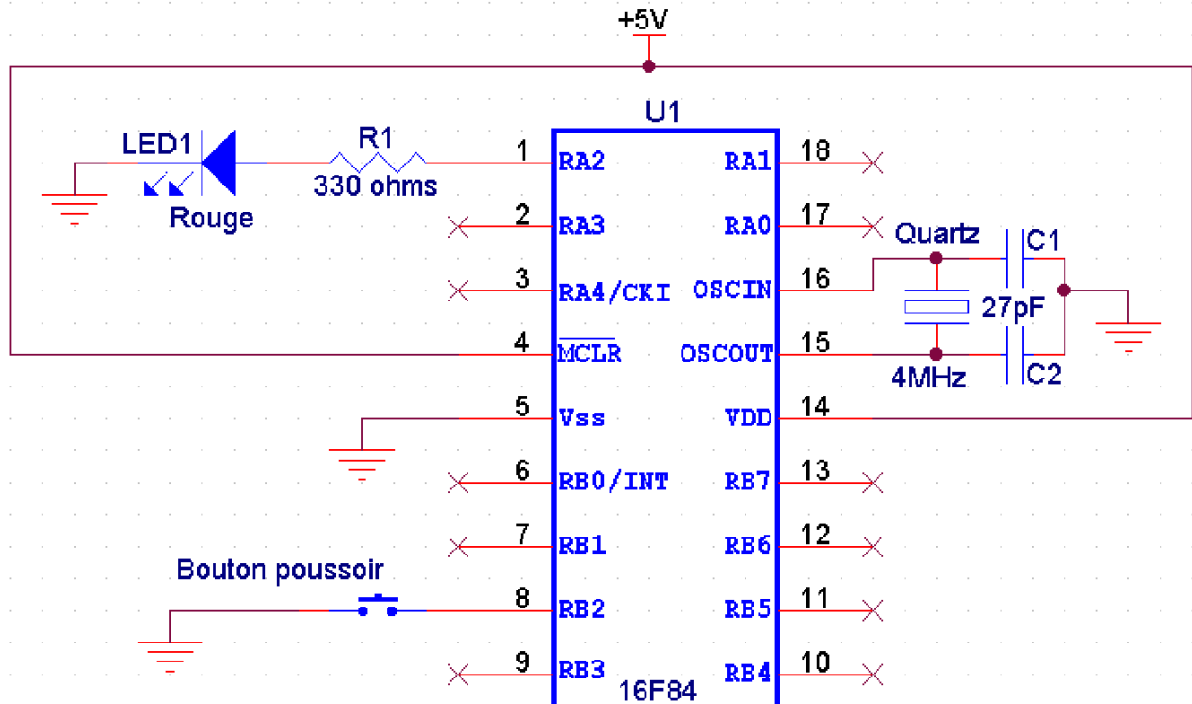 +5V
U1
LED1
R1
330 ohms
Rouge
1 RA2 RA1 18
2 RA3 RA0 17
Quartz
C1
3 RA4/CKI OSCIN 16
27pF
4 MCLR OSCOUT 15
4MHz
C2
5 Vss VDD 14
6 RB0/INT RB7 13
7 RB1 RB6 12
Bouton poussoir
8 RB2 RB5 11
9 RB3 RB4 10
16F84